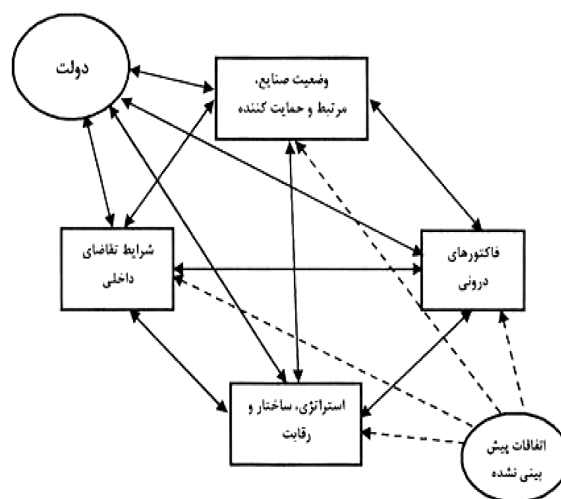 دولت
وضعیت صنایع،
مرتبط و حمایت کننده
فاکتورهای
درونی
شرایط تقاضای
داخلی
استراتژی، ساختار و
رقابت
اتفاقات پیش
بینی نشده